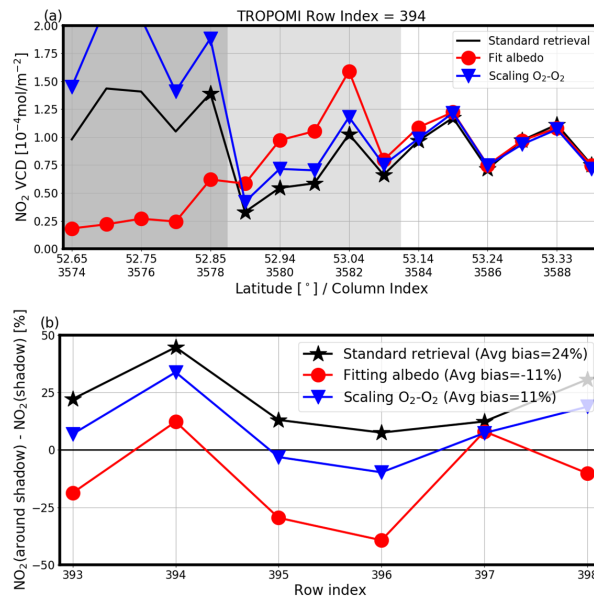 (a)
TROPOMI Row Index = 394
NO₂ VCD [10⁻⁴mol/m⁻²]
2.00
1.75
1.50
1.25
1.00
0.75
0.50
0.25
0.00
Standard retrieval
Fit albedo
Scaling O₂-O₂
52.65 52.76 52.85 52.94 53.04 53.14 53.24 53.33
3574 3576 3578 3580 3582 3584 3586 3588
Latitude [°] / Column Index
(b)
NO₂(around shadow) - NO₂(shadow) [%]
50
25
0
−25
−50
Standard retrieval (Avg bias=24%)
Fitting albedo (Avg bias=-11%)
Scaling O₂-O₂ (Avg bias=11%)
393 394 395 396 397 398
Row index